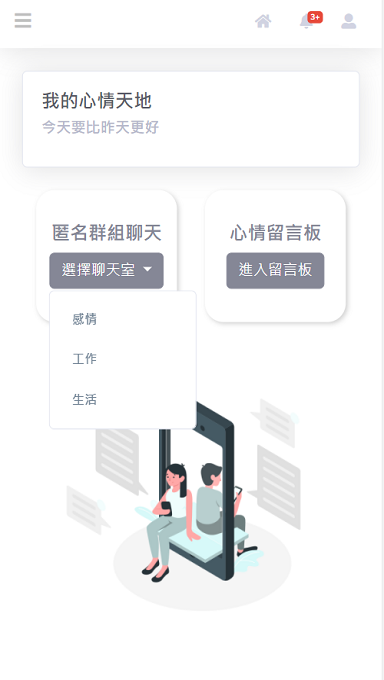 3+
我的心情天地
今天要比昨天更好
匿名群組聊天
選擇聊天室
感情
工作
生活
心情留言板
進入留言板